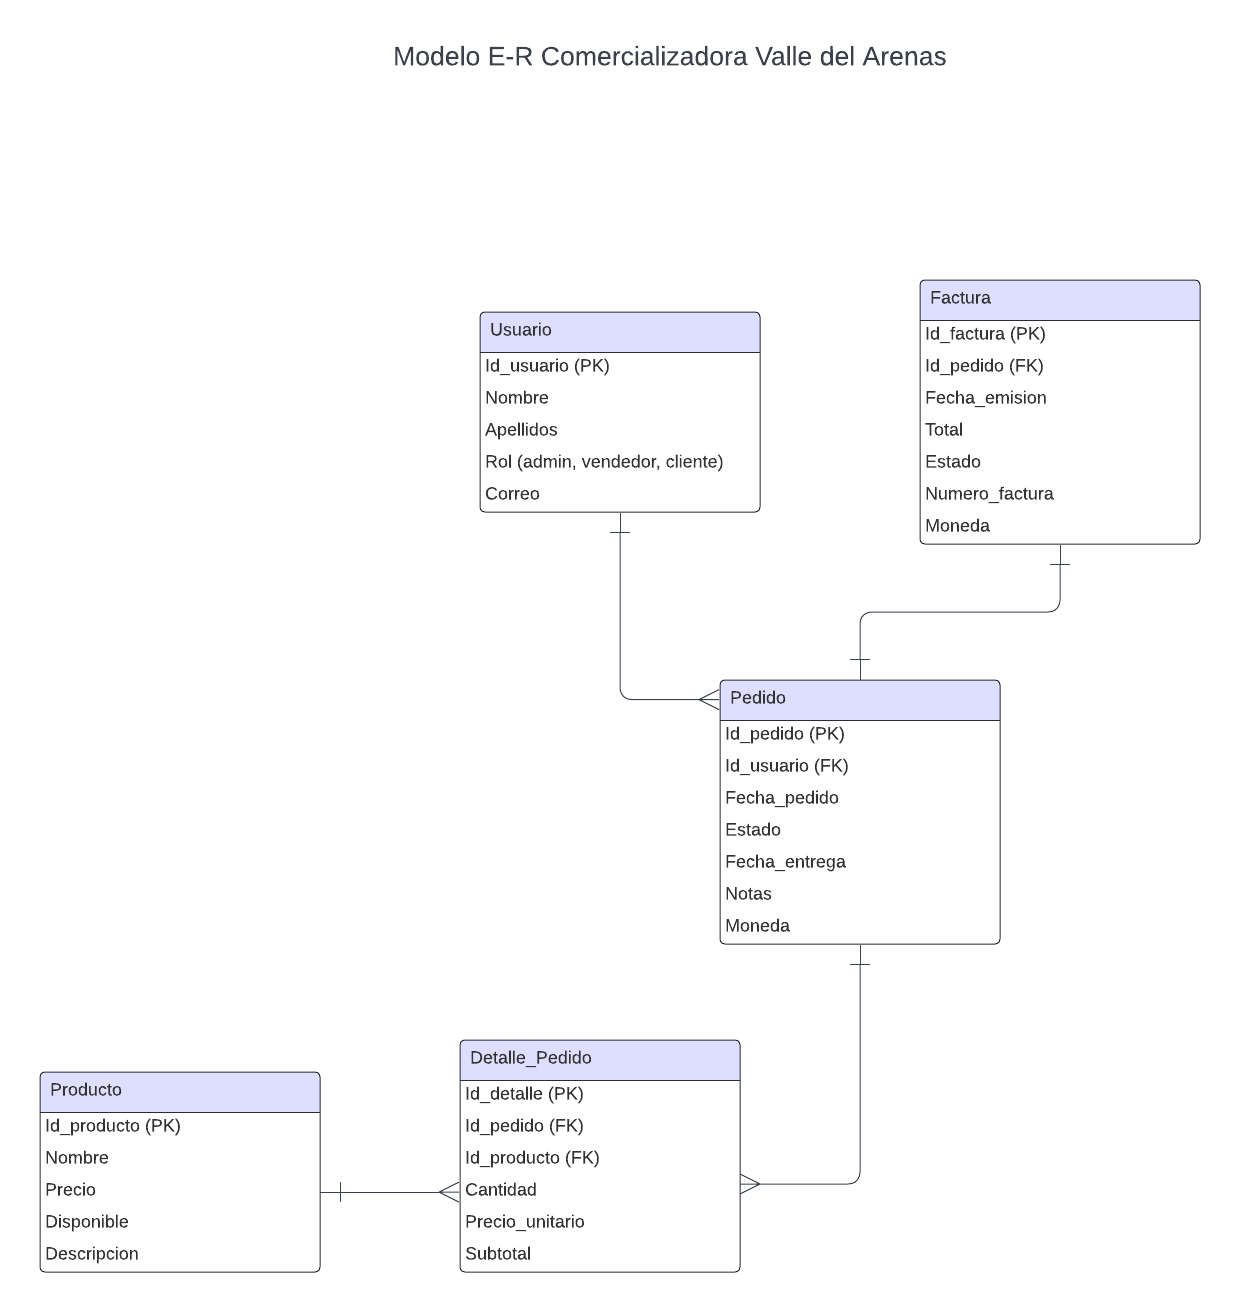 Modelo E-R Comercializadora Valle del Arenas
Usuario
Id_usuario (PK)
Nombre
Apellidos
Rol (admin, vendedor, cliente)
Correo
Factura
Id_factura (PK)
Id_pedido (FK)
Fecha_emision
Total
Estado
Numero_factura
Moneda
Pedido
Id_pedido (PK)
Id_usuario (FK)
Fecha_pedido
Estado
Fecha_entrega
Notas
Moneda
Producto
Id_producto (PK)
Nombre
Precio
Disponible
Descripcion
Detalle_Pedido
Id_detalle (PK)
Id_pedido (FK)
Id_producto (FK)
Cantidad
Precio_unitario
Subtotal